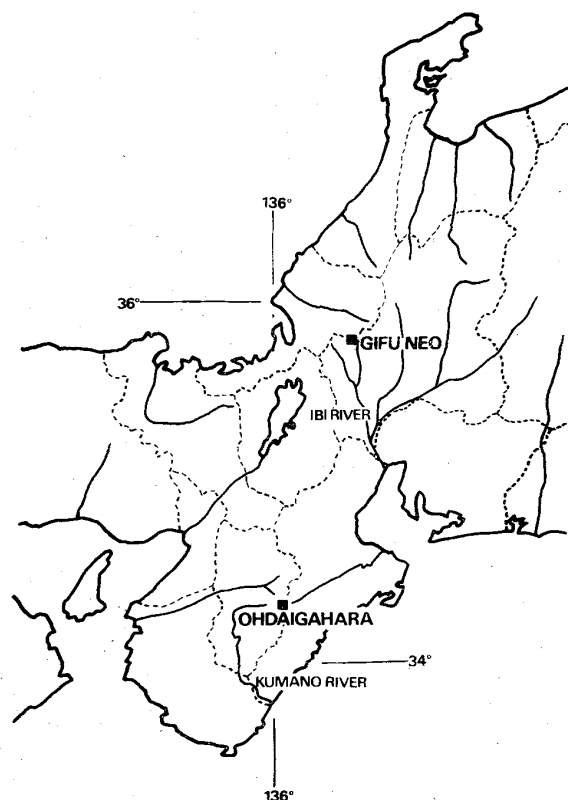 136°
36°
GIFU NEO
IBI RIVER
OHDAIGAHARA
34°
KUMANO RIVER
136°